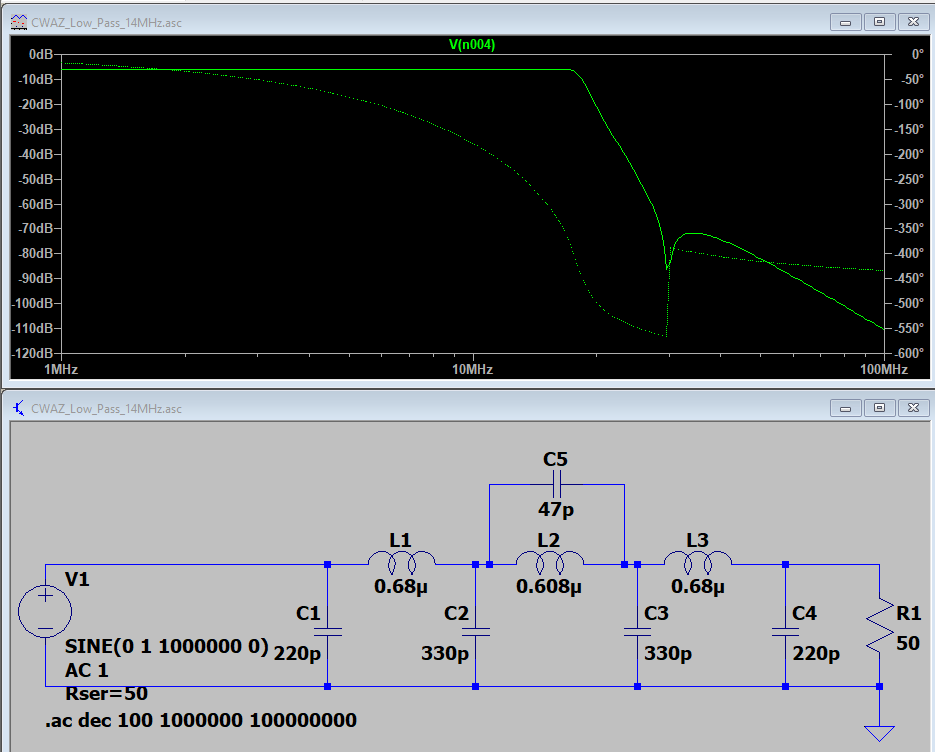 CWAZ_Low_Pass_14MHz.asc
V(n004)
0dB 0°
-10dB -50°
-20dB -100°
-30dB -150°
-40dB -200°
-50dB -250°
-60dB -300°
-70dB -350°
-80dB -400°
-90dB -450°
-100dB -500°
-110dB -550°
-120dB -600°
1MHz 10MHz 100MHz
CWAZ_Low_Pass_14MHz.asc
C5
47p
L1 L2 L3
0.68µ 0.608µ 0.68µ
V1
C1 C2 C3 C4 R1
SINE(0 1 1000000 0) 220p 330p 330p 220p 50
AC 1
Rser=50
.ac dec 100 1000000 100000000